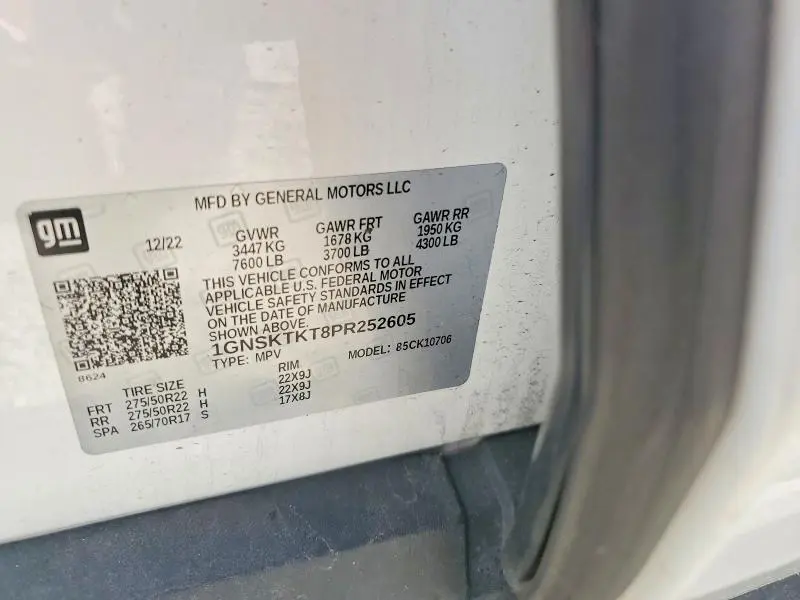 MFD BY GENERAL MOTORS LLC
gm
12/22
GVWR
3447 KG
7600 LB
GAWR FRT
1678 KG
3700 LB
GAWR RR
1950 KG
4300 LB
THIS VEHICLE CONFORMS TO ALL
APPLICABLE U.S. FEDERAL MOTOR
VEHICLE SAFETY STANDARDS IN EFFECT
ON THE DATE OF MANUFACTURE
SHOWN ABOVE.
1GNSKTKT8PR252605
TYPE: MPV MODEL: 85CK10706
8624
TIRE SIZE RIM
FRT 275/50R22 H 22X9J
RR 275/50R22 H 22X9J
SPA 265/70R17 S 17X8J